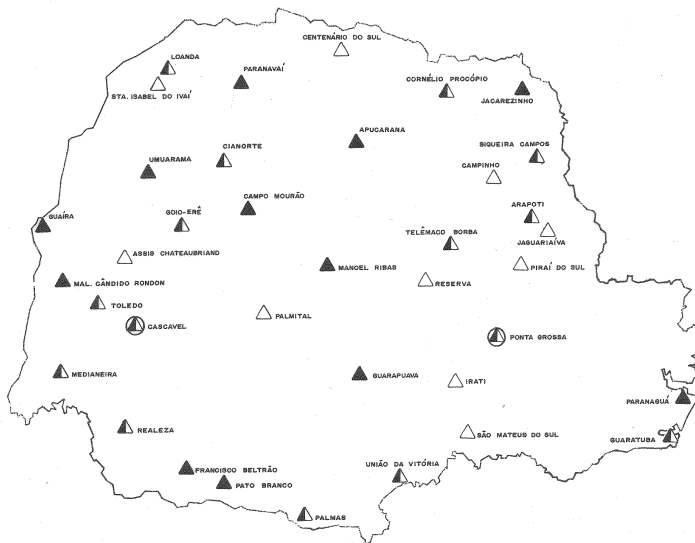 CENTENÁRIO DO SUL
LOANDA
PARANAVAÍ
CORNÉLIO PROCÓPIO
STA. ISABEL DO IVAÍ
JACAREZINHO
APUCARANA
SIQUEIRA CAMPOS
CIANORTE
UMUARAMA
CAMPINHO
CAMPO MOURÃO
GUAÍRA
GOIO-ERÊ
ARAPOTI
TELÊMACO BORBA
JAGUARIAÍVA
ASSIS CHATEAUBRIAND
MANOEL RIBAS
PIRAÍ DO SUL
MAL. CÂNDIDO RONDON
RESERVA
TOLEDO
PALMITAL
CASCAVEL
PONTA GROSSA
MEDIANEIRA
GUARAPUAVA
IRATI
PARANAGUÁ
REALEZA
SÃO MATEUS DO SUL
GUARATUBA
FRANCISCO BELTRÃO
UNIÃO DA VITÓRIA
PATO BRANCO
PALMAS